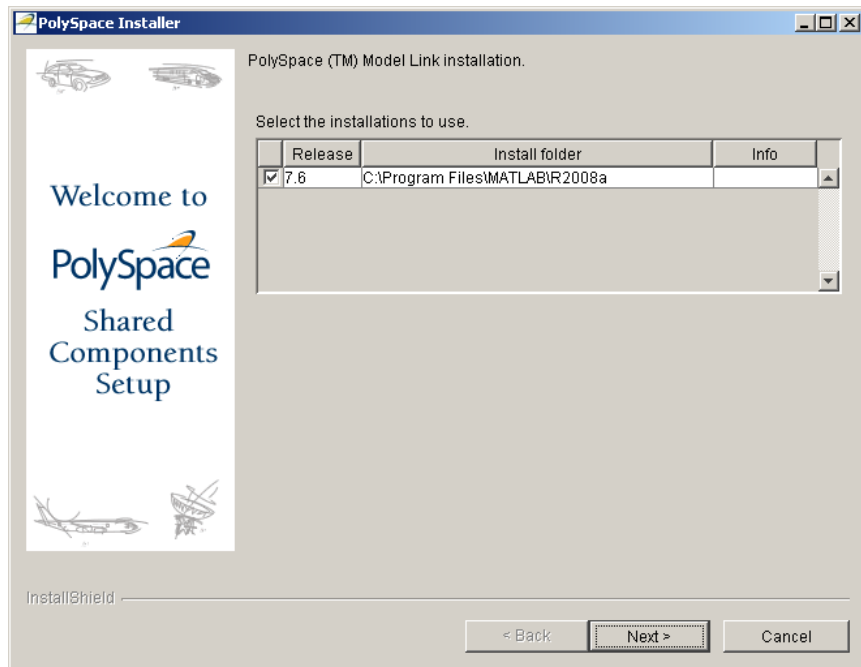 PolySpace Installer
PolySpace (TM) Model Link installation.
Select the installations to use.
Release Install folder Info
7.6 C:\Program Files\MATLAB\R2008a
Welcome to
PolySpace
Shared
Components
Setup
InstallShield
< Back Next > Cancel